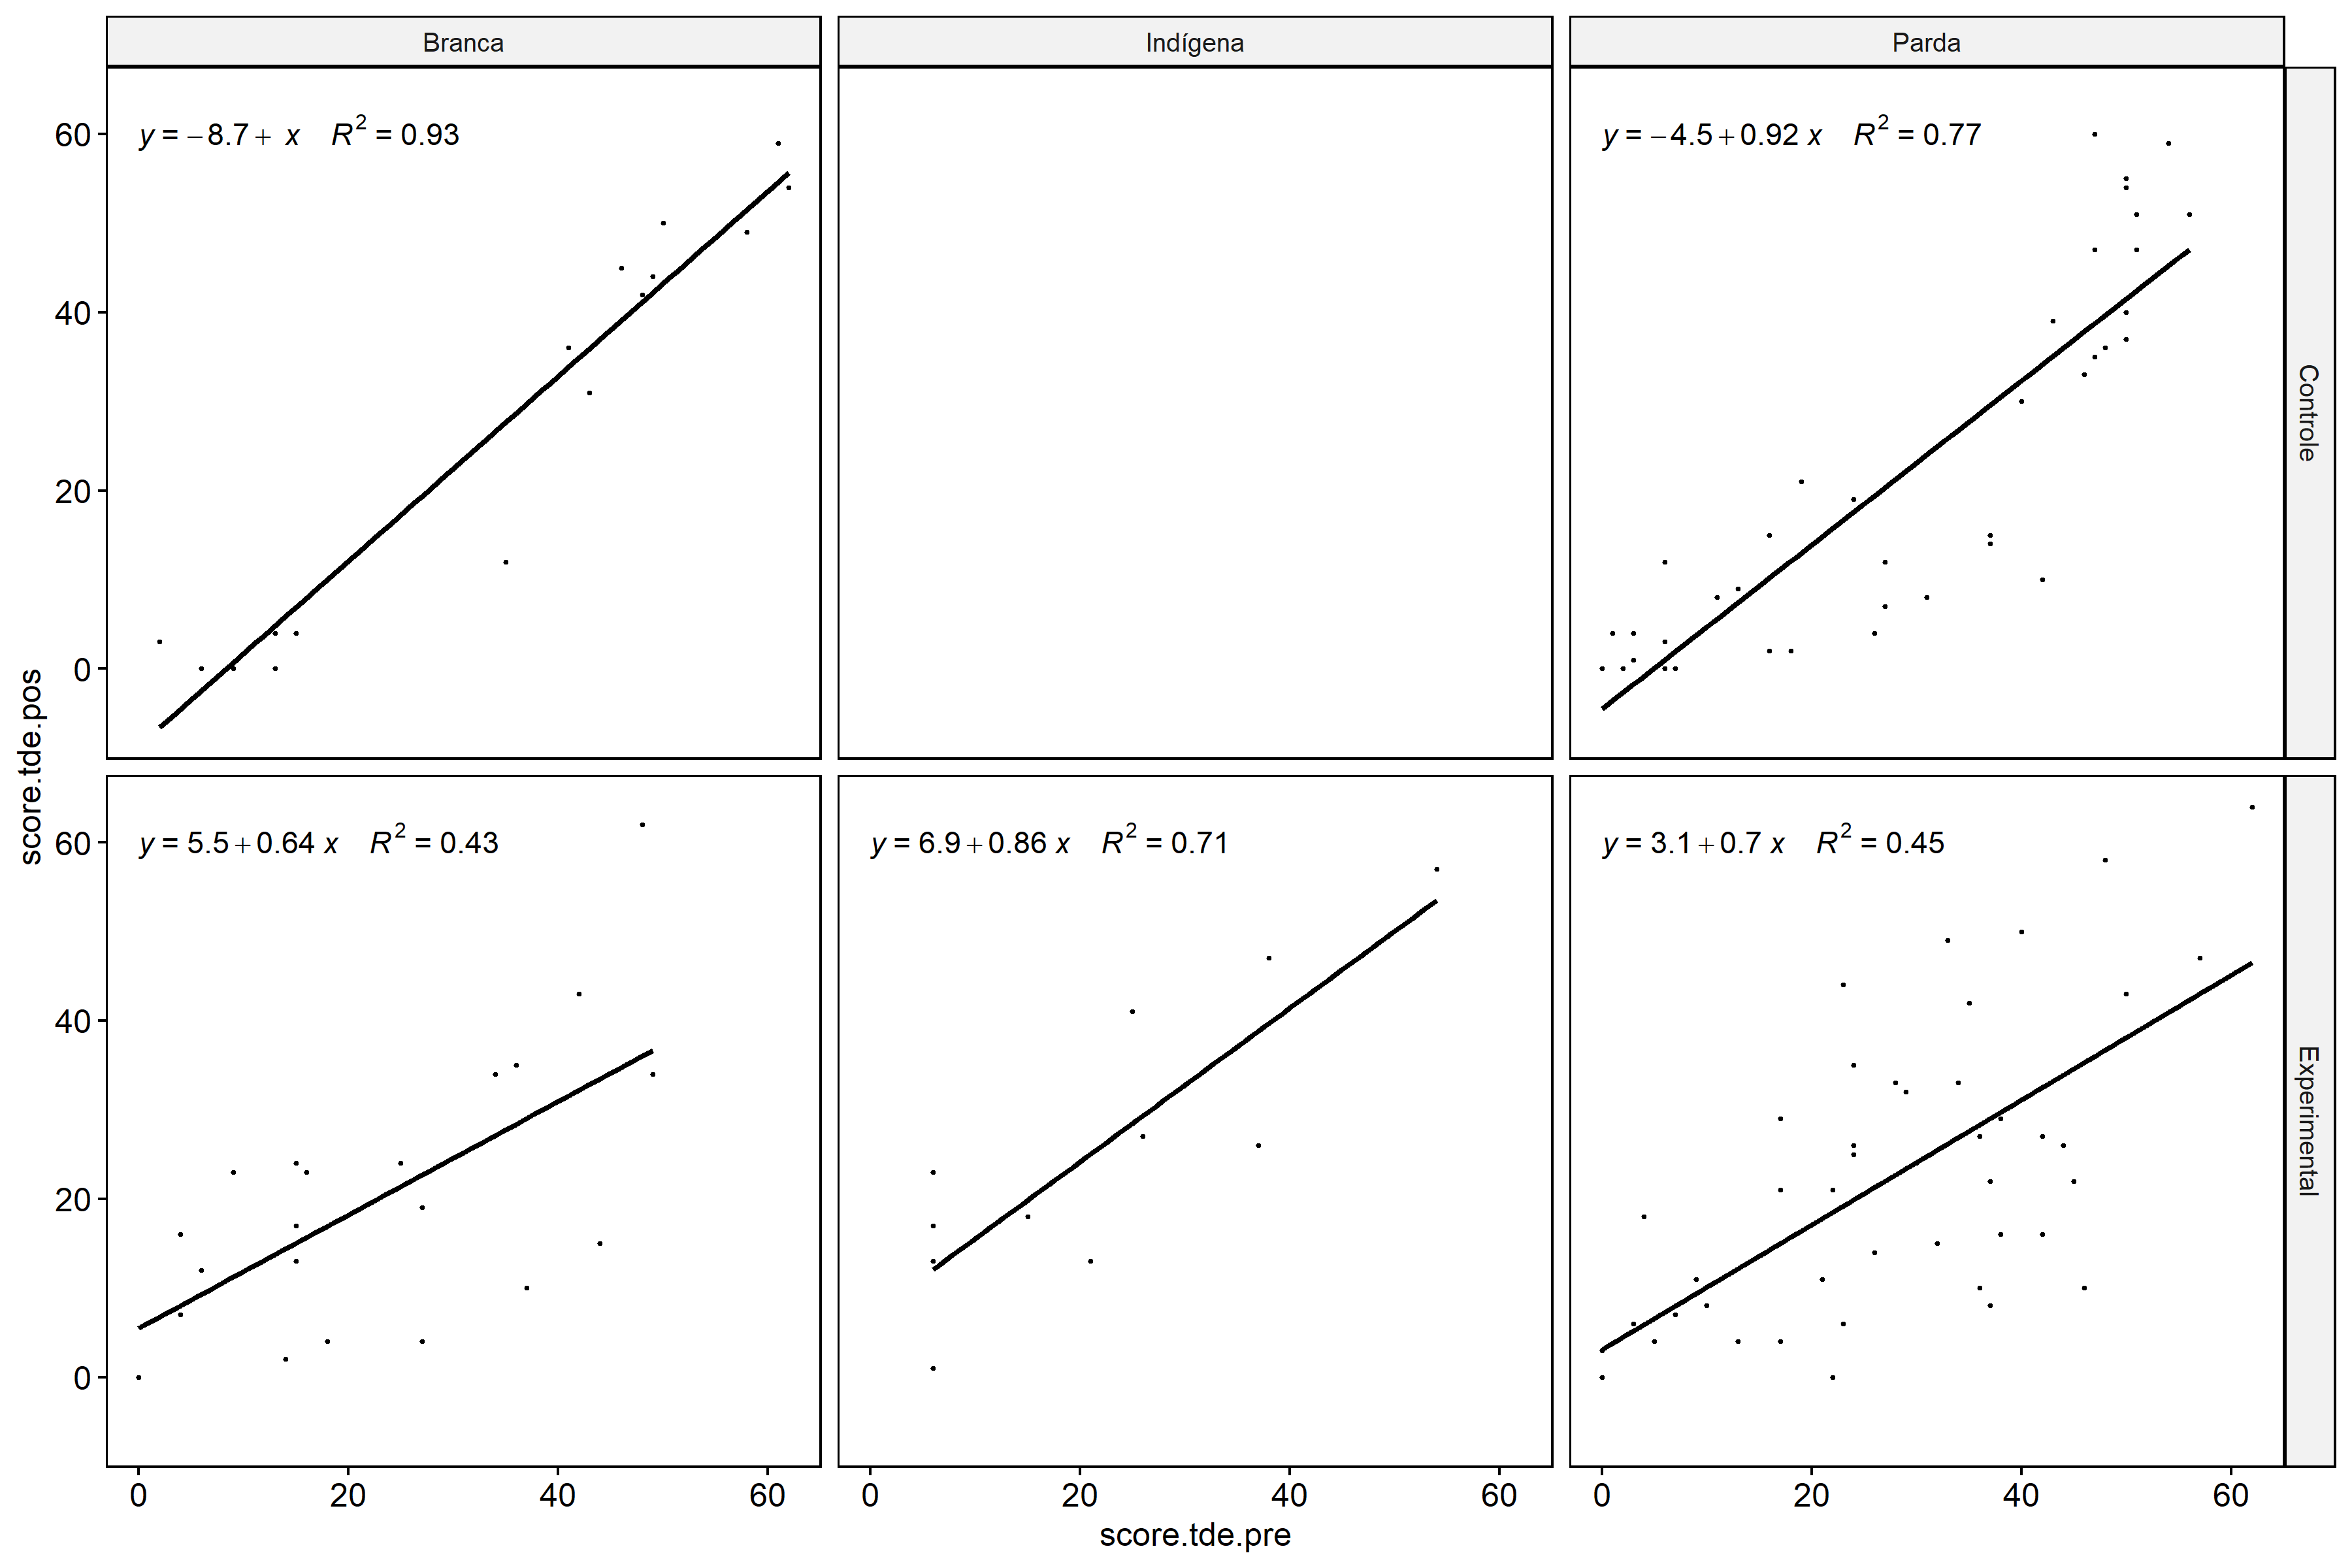 Branca
Indígena
Parda
60
40
20
0
y = −8.7 + x R² = 0.93
y = −4.5 + 0.92 x R² = 0.77
Controle
score.tde.pos
60
40
20
0
y = 5.5 + 0.64 x R² = 0.43
y = 6.9 + 0.86 x R² = 0.71
y = 3.1 + 0.7 x R² = 0.45
Experimental
0 20 40 60
0 20 40 60
0 20 40 60
score.tde.pre